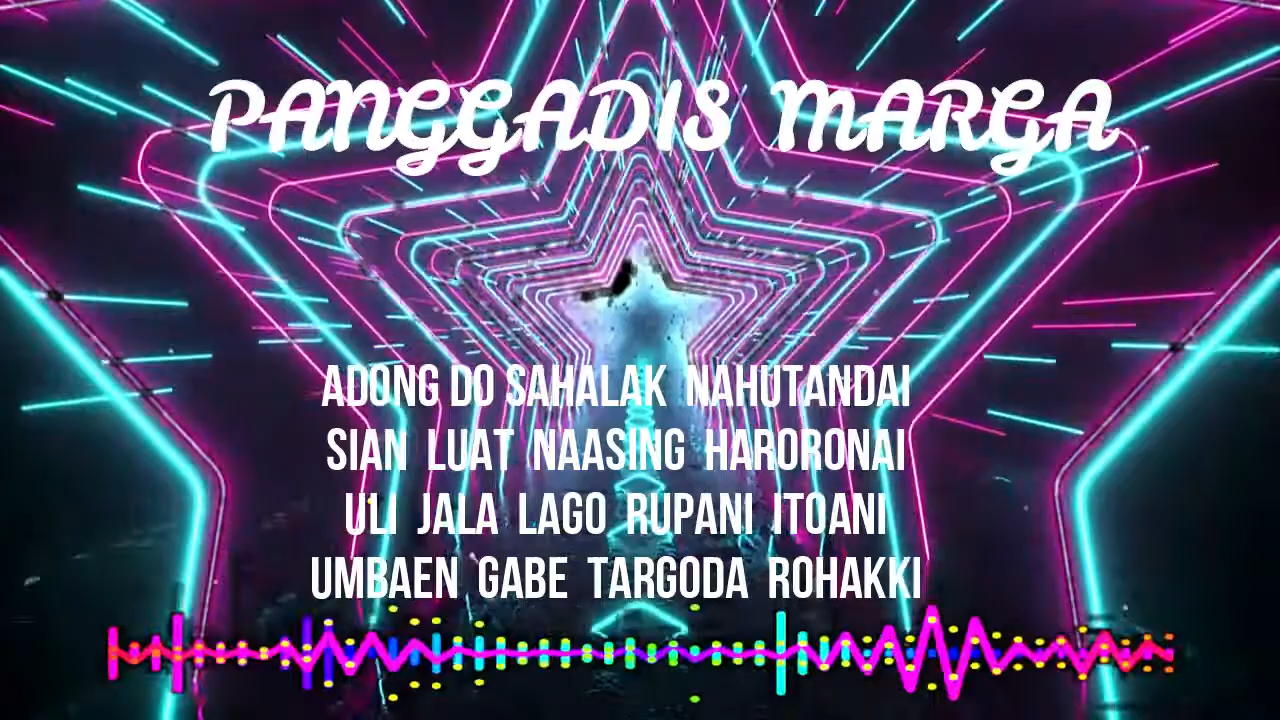 PANGGADIS MARGA
ADONG DO SAHALAK NAHUTANDAI
SIAN LUAT NAASING HARORONAI
ULI JALA LAGO RUPANI ITOANI
UMBAEN GABE TARGODA ROHAKKI